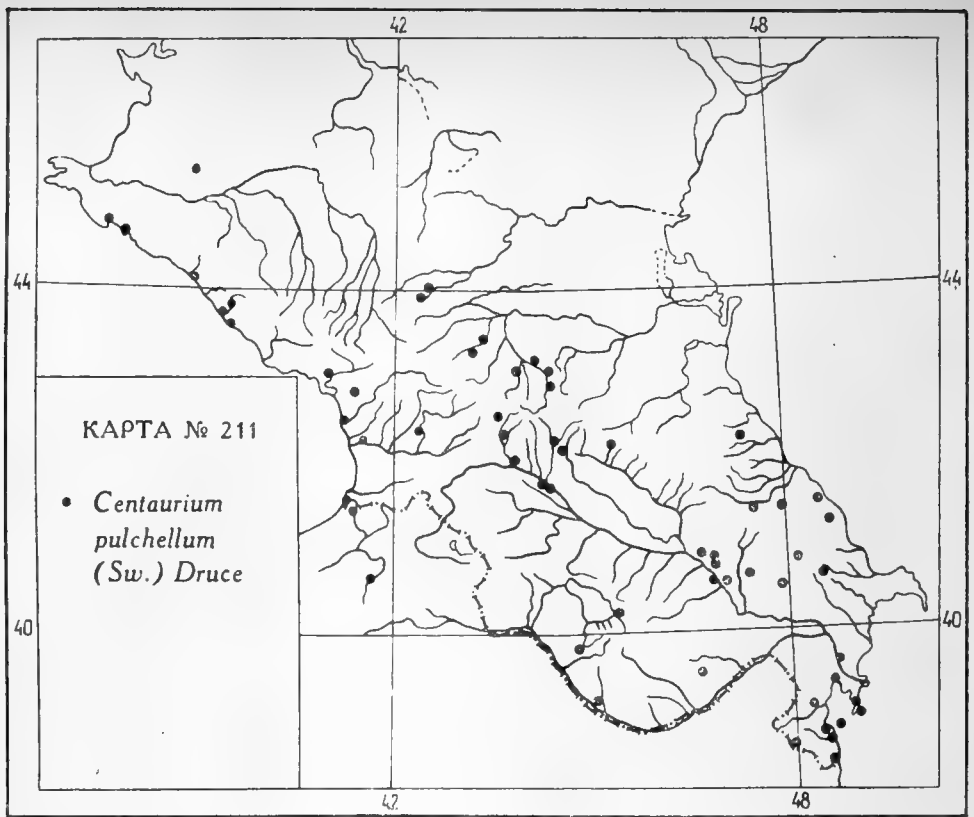 42 48
44 44
КАРТА № 211
Centaurium
pulchellum
(Sw.) Druce
40 40
42 48